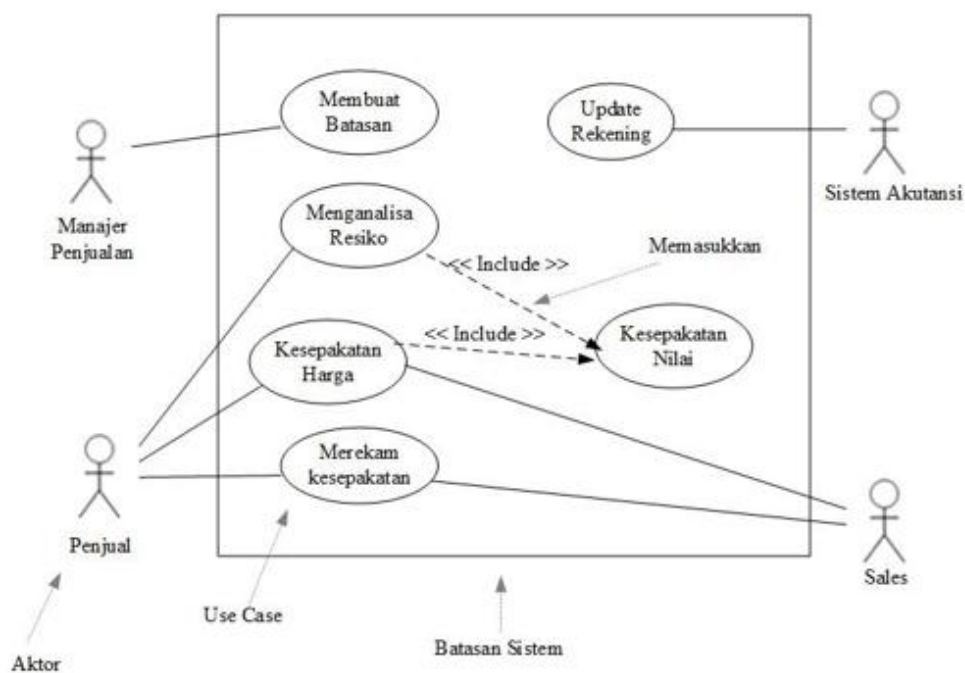 Membuat
Batasan
Update
Rekening
Manajer
Penjualan
Sistem Akutansi
Menganalisa
Resiko
Memasukkan
<< Include >>
<< Include >>
Kesepakatan
Harga
Kesepakatan
Nilai
Merekam
kesepakatan
Penjual
Sales
Use Case
Batasan Sistem
Aktor